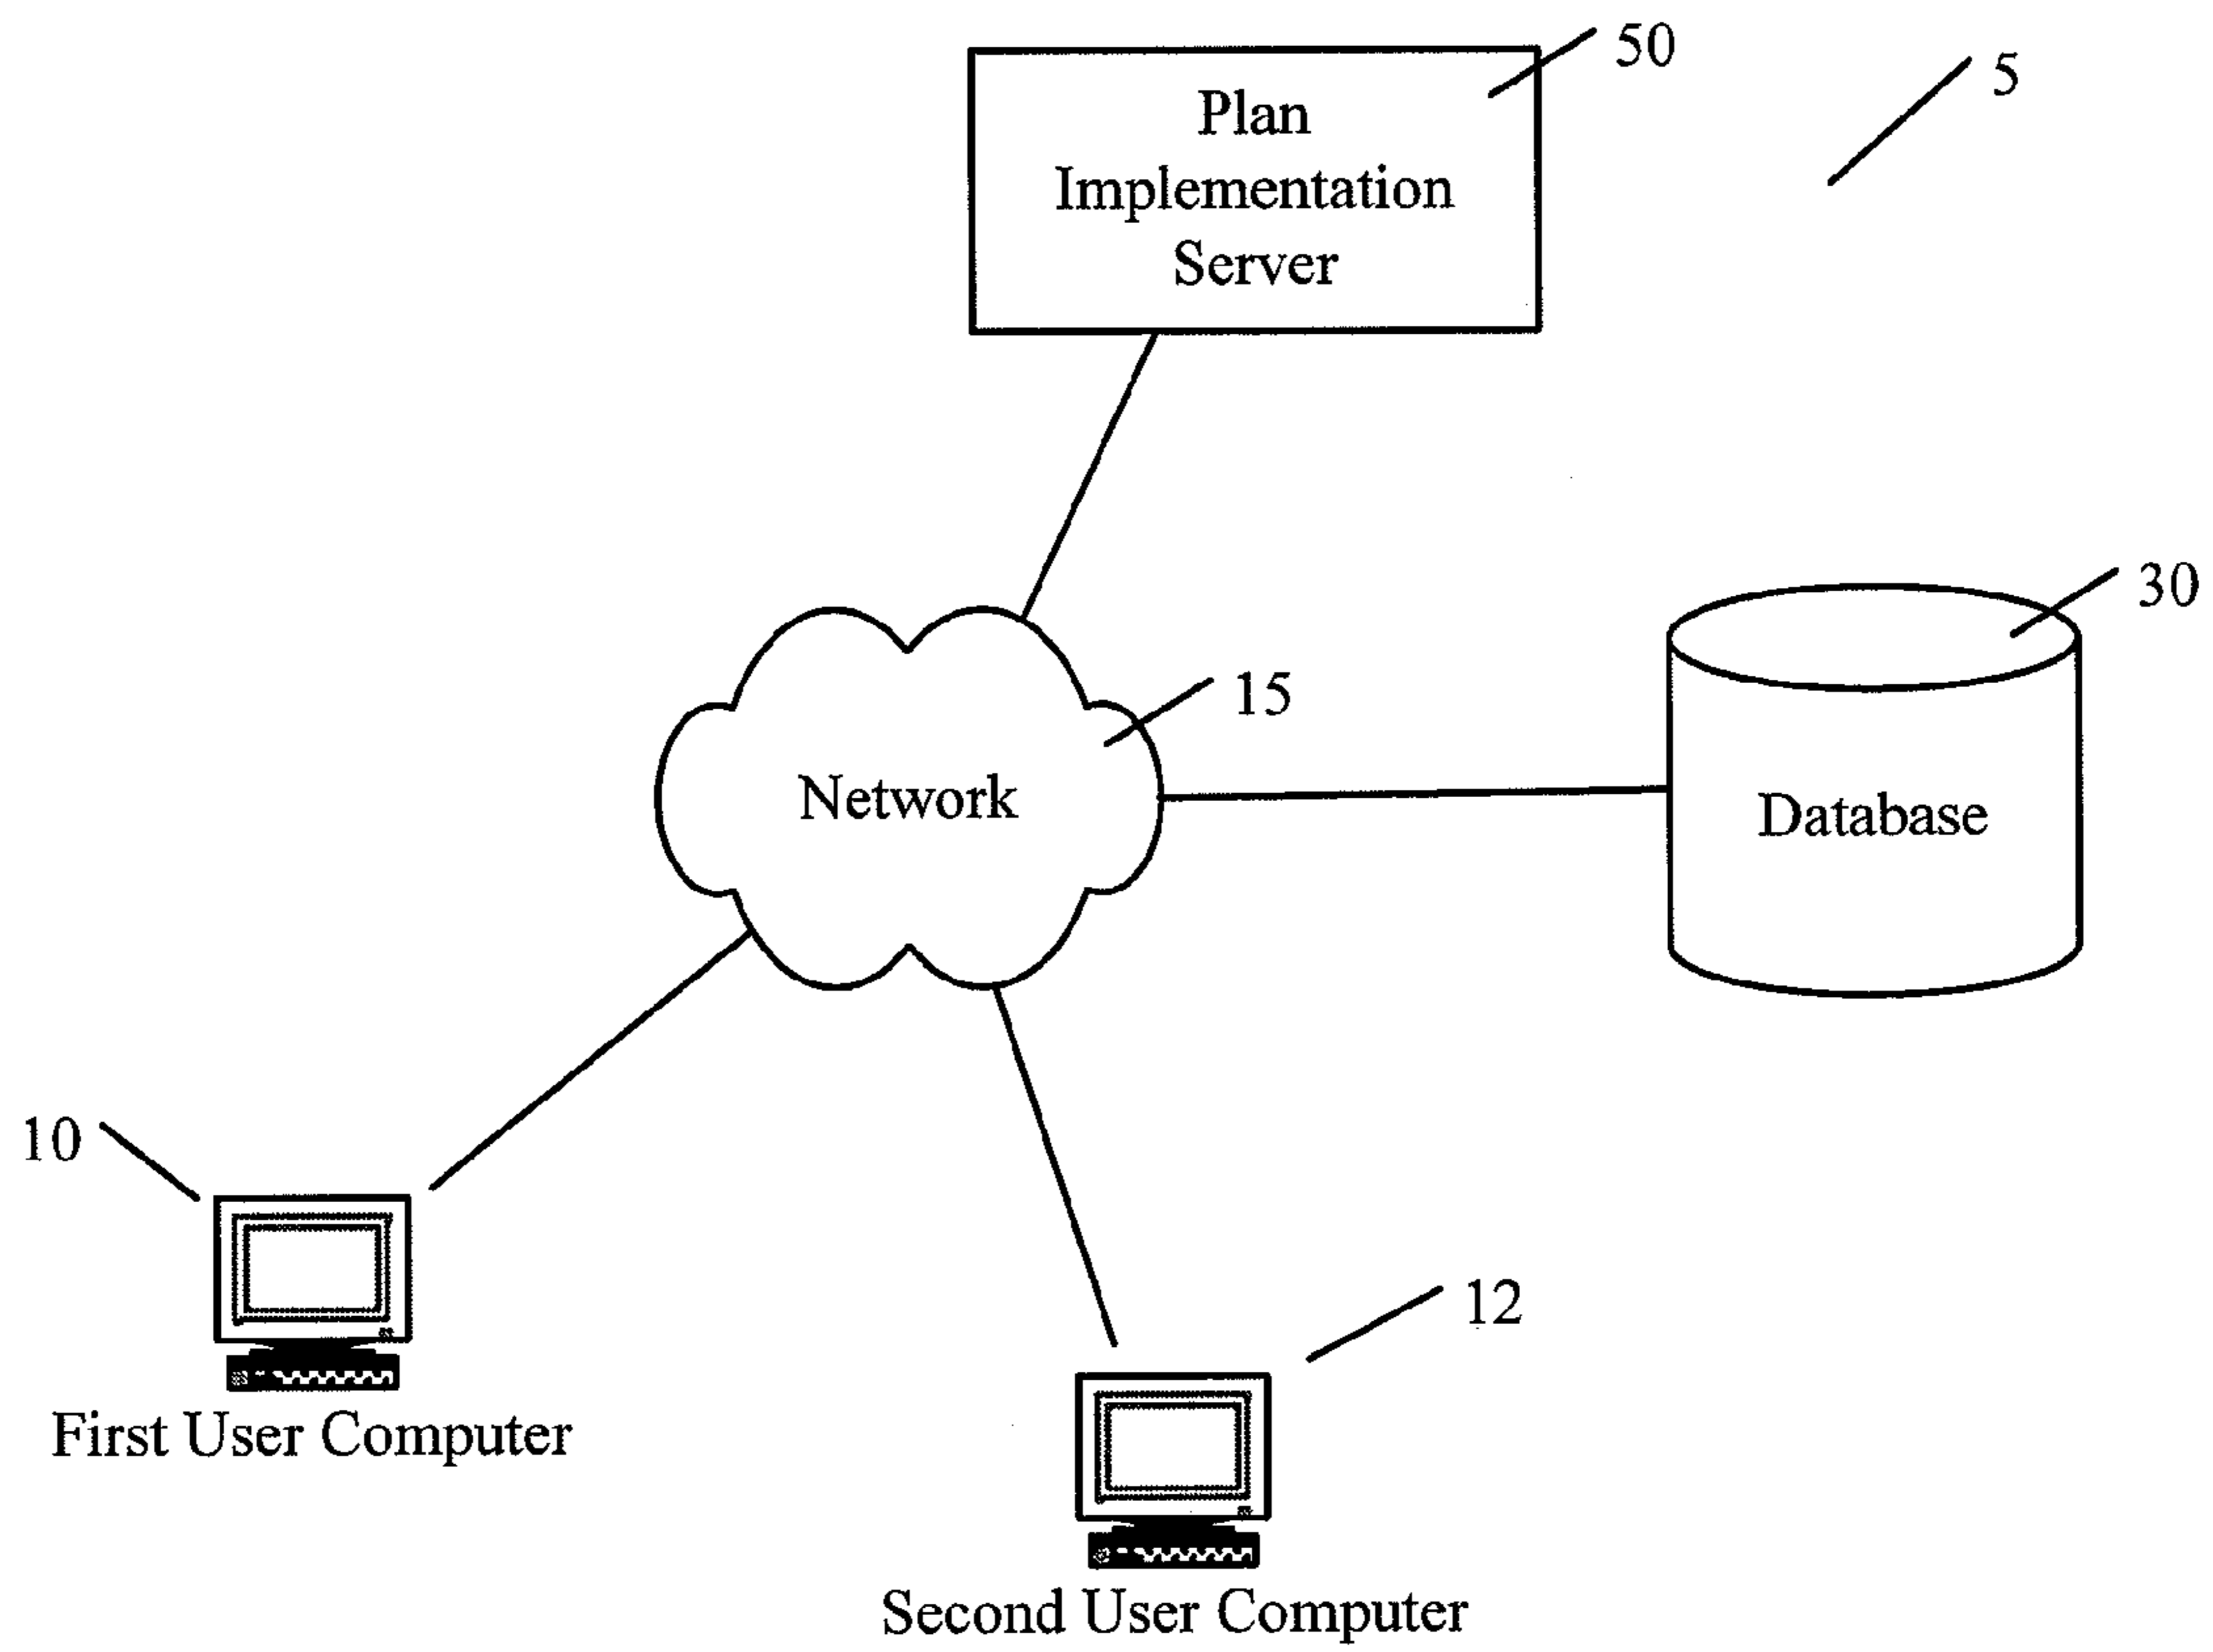 50
5
Plan
Implementation
Server
30
15
Network
Database
10
12
First User Computer
Second User Computer